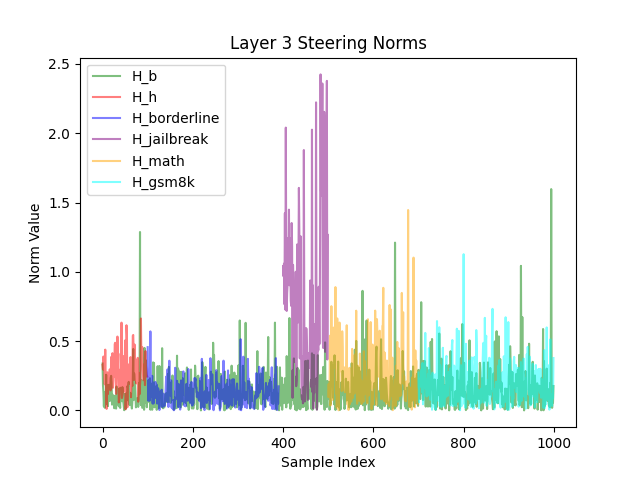 Layer 3 Steering Norms
2.5
2.0
1.5
1.0
0.5
0.0
Norm Value
H_b
H_h
H_borderline
H_jailbreak
H_math
H_gsm8k
0 200 400 600 800 1000
Sample Index